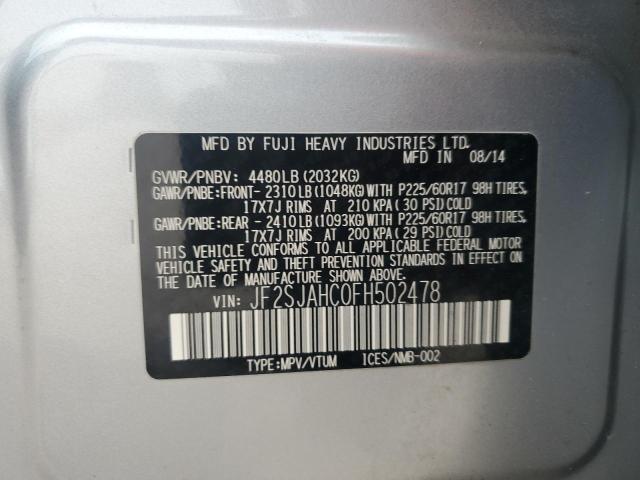 MFD BY FUJI HEAVY INDUSTRIES LTD.
MFD IN 08/14
GVWR/PNBV: 4480LB (2032KG)
GAWR/PNBE:FRONT- 2310LB (1048KG) WITH P225/60R17 98H TIRES,
17X7J RIMS AT 210 KPA ( 30 PSI) COLD
GAWR/PNBE:REAR - 2410LB (1093KG) WITH P225/60R17 98H TIRES,
17X7J RIMS AT 200 KPA ( 29 PSI) COLD
THIS VEHICLE CONFORMS TO ALL APPLICABLE FEDERAL MOTOR
VEHICLE SAFETY AND THEFT PREVENTION STANDARDS IN EFFECT
ON THE DATE OF MANUFACTURE SHOWN ABOVE.
VIN: JF2SJAHC0FH502478
TYPE:MPV/VTUM ICES/NMB-002